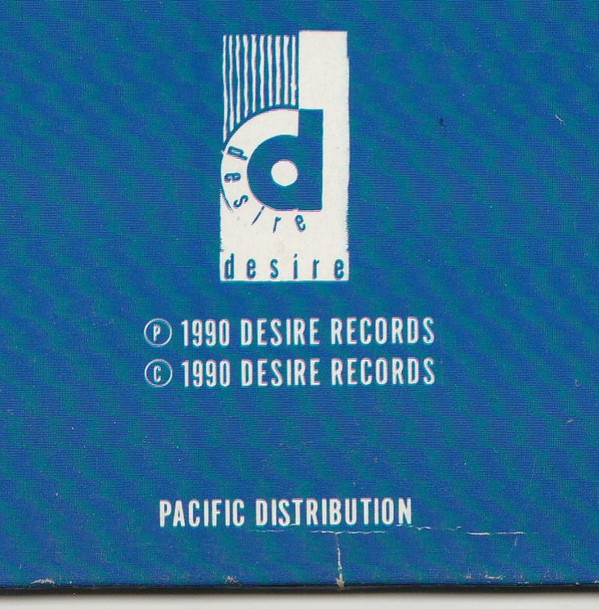 d
desire
desire
Ⓟ 1990 DESIRE RECORDS
© 1990 DESIRE RECORDS
PACIFIC DISTRIBUTION